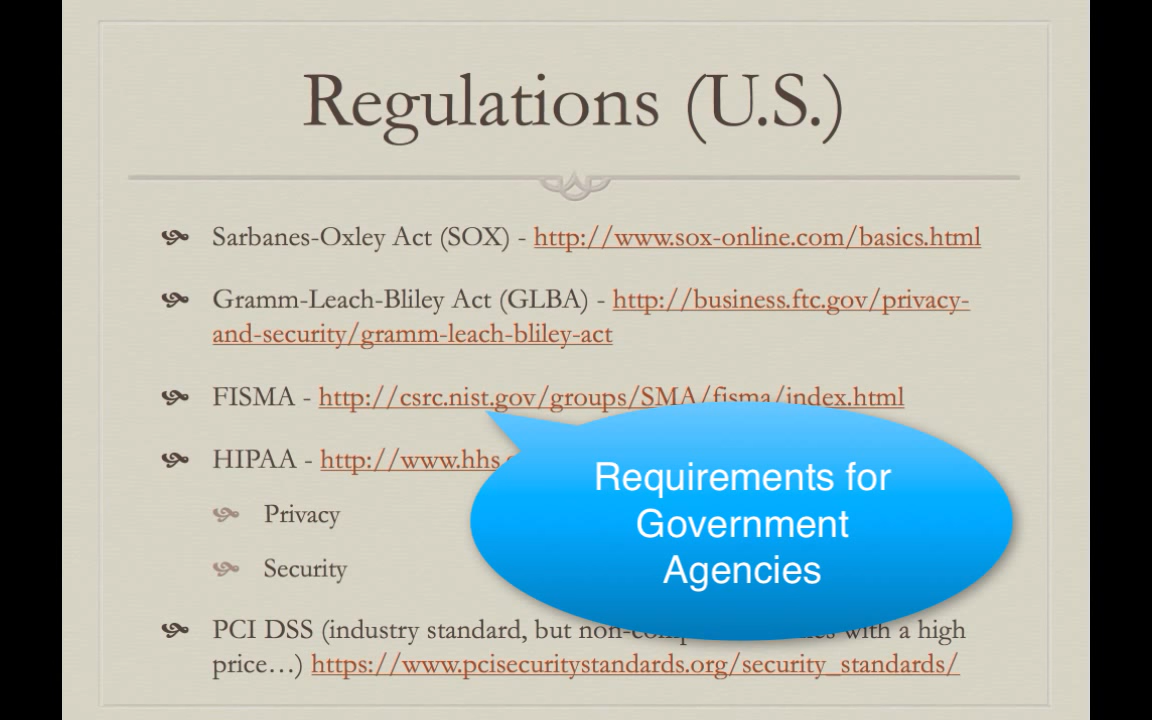 Regulations (U.S.)
Sarbanes-Oxley Act (SOX) - http://www.sox-online.com/basics.html
Gramm-Leach-Bliley Act (GLBA) - http://business.ftc.gov/privacy-
and-security/gramm-leach-bliley-act
FISMA - http://csrc.nist.gov/groups/SMA/fisma/index.html
HIPAA - http://www.hhs.
Requirements for
Government
Agencies
Privacy
Security
PCI DSS (industry standard, but with a high
price…) https://www.pcisecuritystandards.org/security_standards/